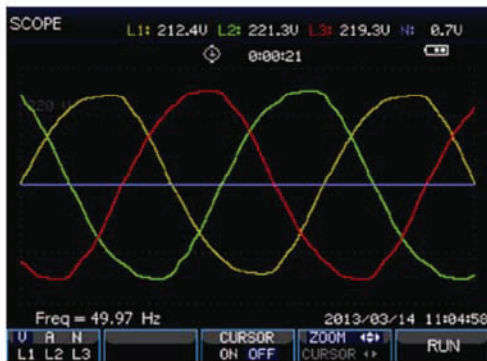 SCOPE
L1: 212.4V L2: 221.3V L3: 219.3V N: 0.7V
0:00:21
220 V
Freq = 49.97 Hz 2013/03/14 11:04:58
V A N CURSOR ZOOM RUN
L1 L2 L3 ON OFF CURSOR